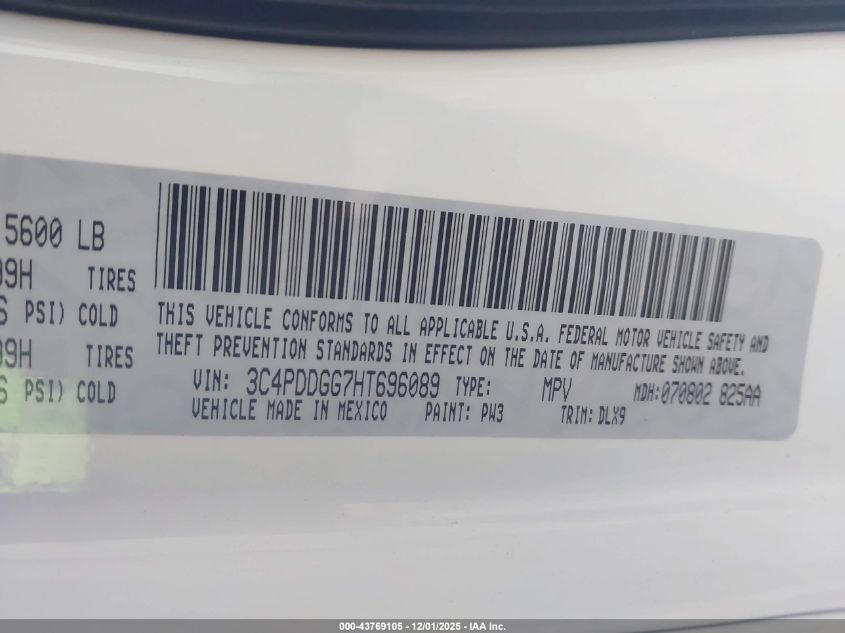 5600 LB
09H TIRES
PSI) COLD
09H TIRES
PSI) COLD
THIS VEHICLE CONFORMS TO ALL APPLICABLE U.S.A. FEDERAL MOTOR VEHICLE SAFETY AND
THEFT PREVENTION STANDARDS IN EFFECT ON THE DATE OF MANUFACTURE SHOWN ABOVE.
VIN: 3C4PDDGG7HT696089 TYPE: MPV MDH:070802 825AA
VEHICLE MADE IN MEXICO PAINT: PW3 TRIM: DLX9
000-43769105 - 12/01/2025 - IAA Inc.